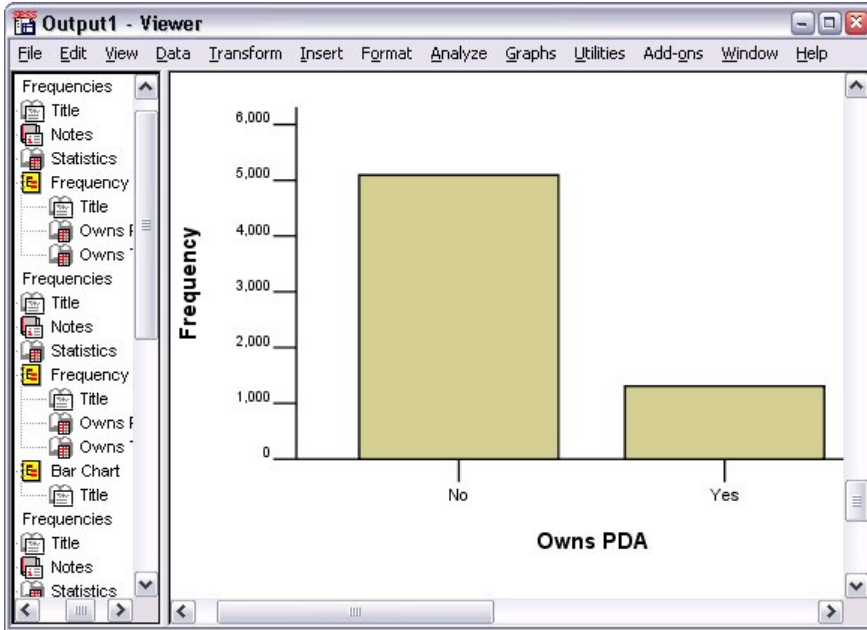 Output1 - Viewer
File Edit View Data Transform Insert Format Analyze Graphs Utilities Add-ons Window Help
Frequencies
Title
Notes
Statistics
Frequency
Title
Owns
Owns
Frequencies
Title
Notes
Statistics
Frequency
Title
Owns
Owns
Bar Chart
Title
Frequencies
Title
Notes
Statistics
Frequency
6,000
5,000
4,000
3,000
2,000
1,000
0
No Yes
Owns PDA